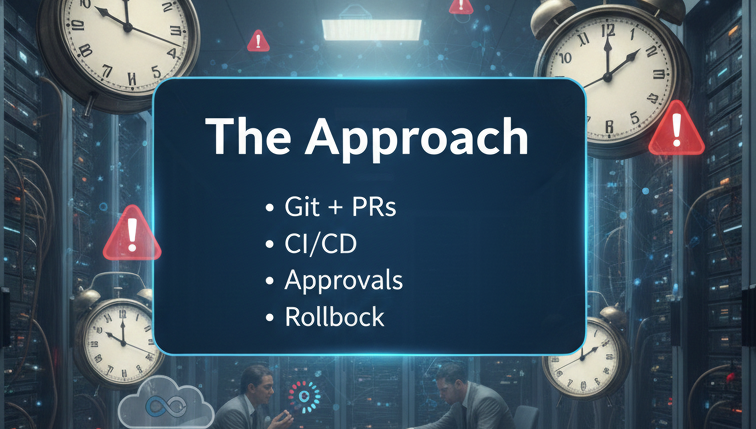 The Approach
• Git + PRs
• CI/CD
• Approvals
• Rollbock